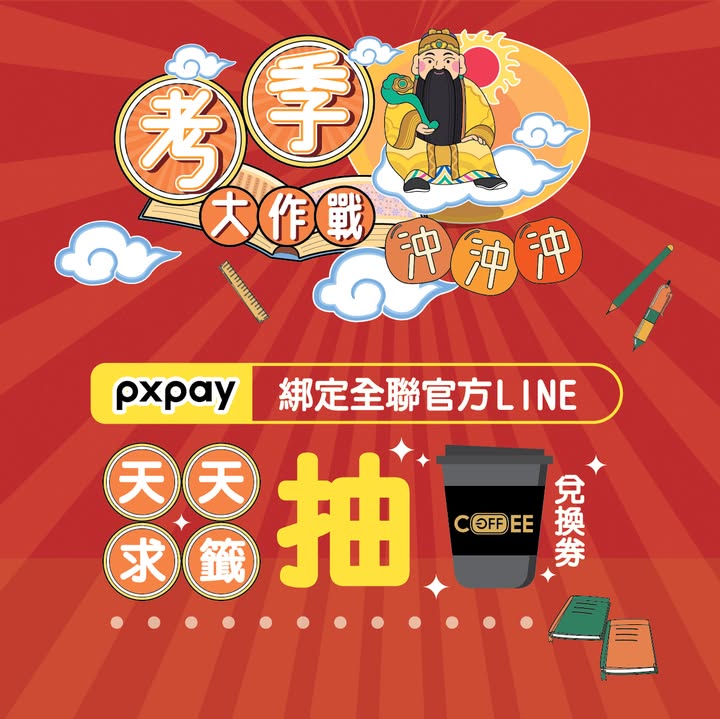 考季
大作戰
沖沖沖
pxpay 綁定全聯官方LINE
天天
求籤
抽
COFFEE
兌換券